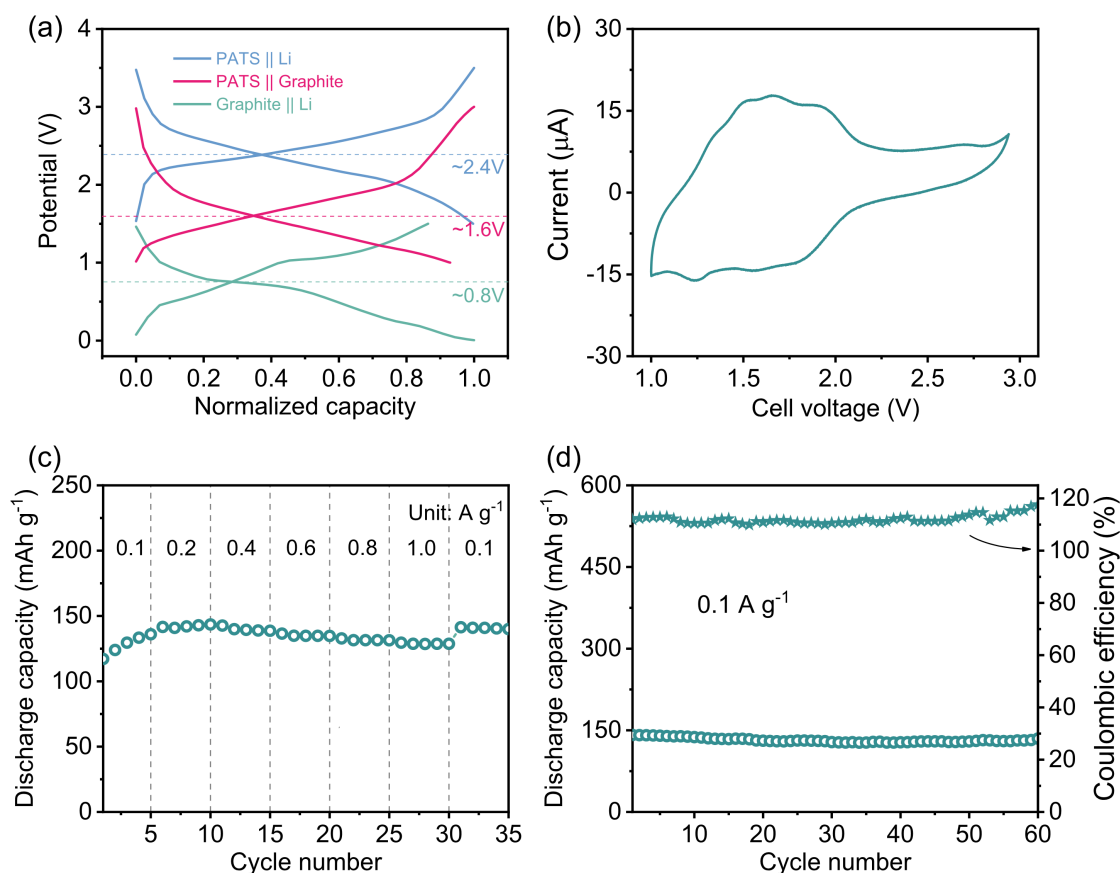 (a)
PATS || Li
PATS || Graphite
Graphite || Li
~2.4V
~1.6V
~0.8V
4
3
2
1
0
Potential (V)
0.0 0.2 0.4 0.6 0.8 1.0
Normalized capacity
(b)
30
15
0
-15
-30
Current (μA)
1.0 1.5 2.0 2.5 3.0
Cell voltage (V)
(c)
Unit: A g⁻¹
0.1 0.2 0.4 0.6 0.8 1.0 0.1
250
200
150
100
50
0
Discharge capacity (mAh g⁻¹)
5 10 15 20 25 30 35
Cycle number
(d)
0.1 A g⁻¹
600
450
300
150
0
Discharge capacity (mAh g⁻¹)
120
100
80
60
40
20
0
Coulombic efficiency (%)
10 20 30 40 50 60
Cycle number